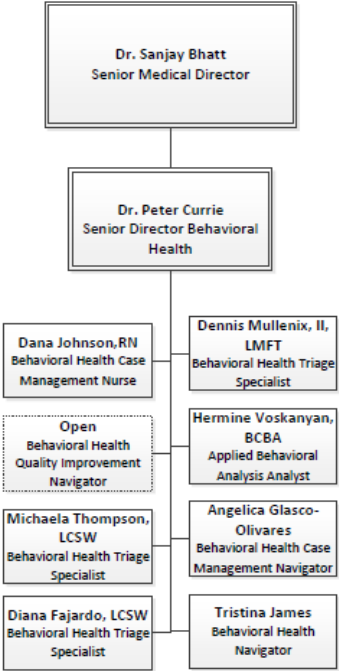 Dr. Sanjay Bhatt
Senior Medical Director
Dr. Peter Currie
Senior Director Behavioral
Health
Dana Johnson,RN
Behavioral Health Case
Management Nurse
Dennis Mullenix, II,
LMFT
Behavioral Health Triage
Specialist
Open
Behavioral Health
Quality Improvement
Navigator
Hermine Voskanyan,
BCBA
Applied Behavioral
Analysis Analyst
Michaela Thompson,
LCSW
Behavioral Health Triage
Specialist
Angelica Glasco-
Olivares
Behavioral Health Case
Management Navigator
Diana Fajardo, LCSW
Behavioral Health Triage
Specialist
Tristina James
Behavioral Health
Navigator